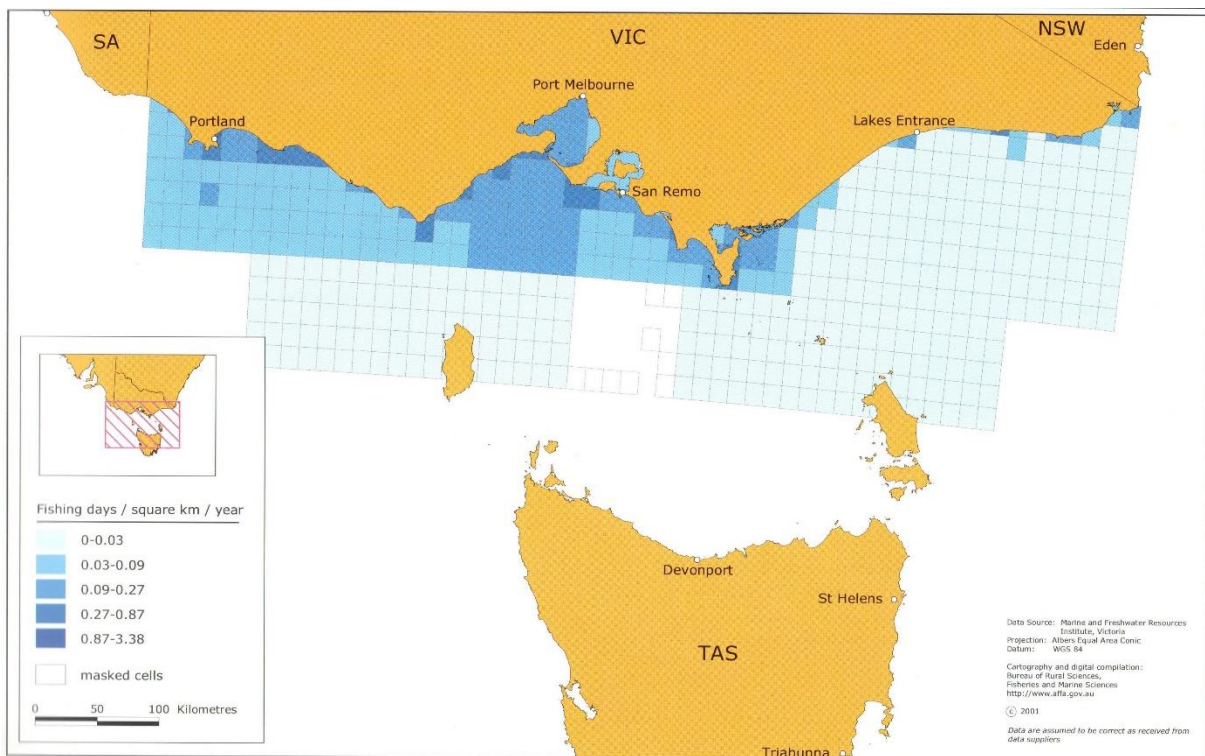 SA
VIC
NSW
Eden
Port Melbourne
Portland
Lakes Entrance
San Remo
Fishing days / square km / year
0-0.03
0.03-0.09
0.09-0.27
0.27-0.87
0.87-3.38
masked cells
0 50 100 Kilometres
Devonport
St Helens
TAS
Triabunna
Data Source: Marine and Freshwater Resources
Institute, Victoria
Projection: Albers Equal Area Conic
Datum: WGS 84
Cartography and digital compilation:
Bureau of Rural Sciences,
Fisheries and Marine Sciences
http://www.affa.gov.au
© 2001
Data are assumed to be correct as received from
data suppliers